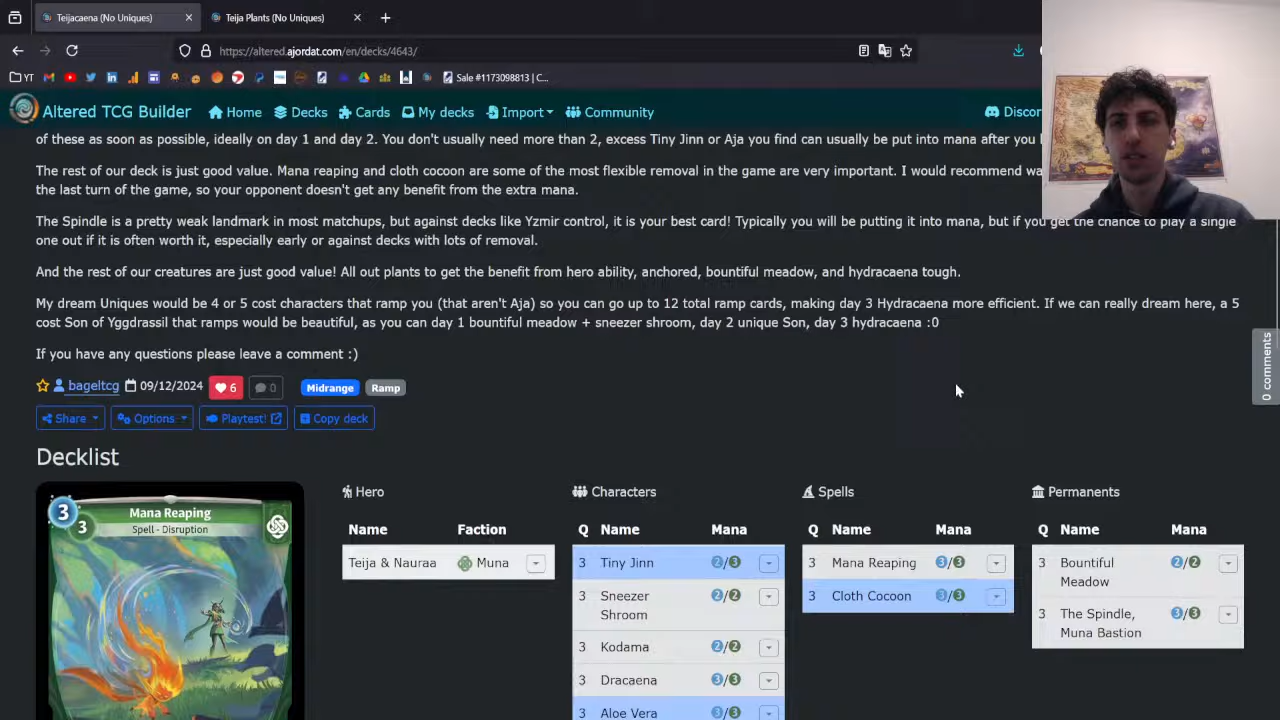 Teijacaena (No Uniques)
Teija Plants (No Uniques)
https://altered.ajordat.com/en/decks/4643/
YT
Sale #1173098813 | C...
Altered TCG Builder Home Decks Cards My decks Import Community Discor
of these as soon as possible, ideally on day 1 and day 2. You don't usually need more than 2, excess Tiny Jinn or Aja you find can usually be put into mana after you
The rest of our deck is just good value. Mana reaping and cloth cocoon are some of the most flexible removal in the game are very important. I would recommend
the last turn of the game, so your opponent doesn't get any benefit from the extra mana.
The Spindle is a pretty weak landmark in most matchups, but against decks like Yzmir control, it is your best card! Typically you will be putting it into mana, but if you get the chance to play a single
one out if it is often worth it, especially early or against decks with lots of removal.
And the rest of our creatures are just good value! All out plants to get the benefit from hero ability, anchored, bountiful meadow, and hydracaena tough.
My dream Uniques would be 4 or 5 cost characters that ramp you (that aren't Aja) so you can go up to 12 total ramp cards, making day 3 Hydracaena more efficient. If we can really dream here, a 5
cost Son of Yggdrassil that ramps would be beautiful, as you can day 1 bountiful meadow + sneezer shroom, day 2 unique Son, day 3 hydracaena :0
If you have any questions please leave a comment :)
bageltcg 09/12/2024 6 0 Midrange Ramp
Share Options Playtest! Copy deck
0 comments
Decklist
3
3
Mana Reaping
Spell - Disruption
Hero
Name Faction
Teija & Nauraa Muna
Characters
Q Name Mana
3 Tiny Jinn 2/3
3 Sneezer Shroom 2/2
3 Kodama 2/2
3 Dracaena 3/3
3 Aloe Vera 3/3
Spells
Q Name Mana
3 Mana Reaping 3/3
3 Cloth Cocoon 3/3
Permanents
Q Name Mana
3 Bountiful Meadow 2/2
3 The Spindle, Muna Bastion 3/3